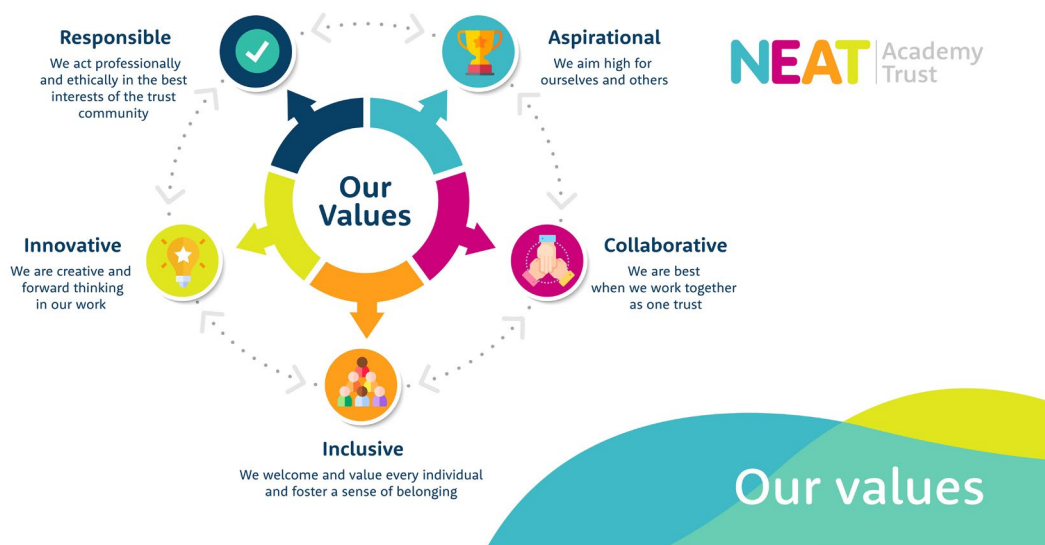 Responsible
We act professionally
and ethically in the best
interests of the trust
community
Aspirational
We aim high for
ourselves and others
NEAT Academy
Trust
Our
Values
Innovative
We are creative and
forward thinking
in our work
Collaborative
We are best
when we work together
as one trust
Inclusive
We welcome and value every individual
and foster a sense of belonging
Our values